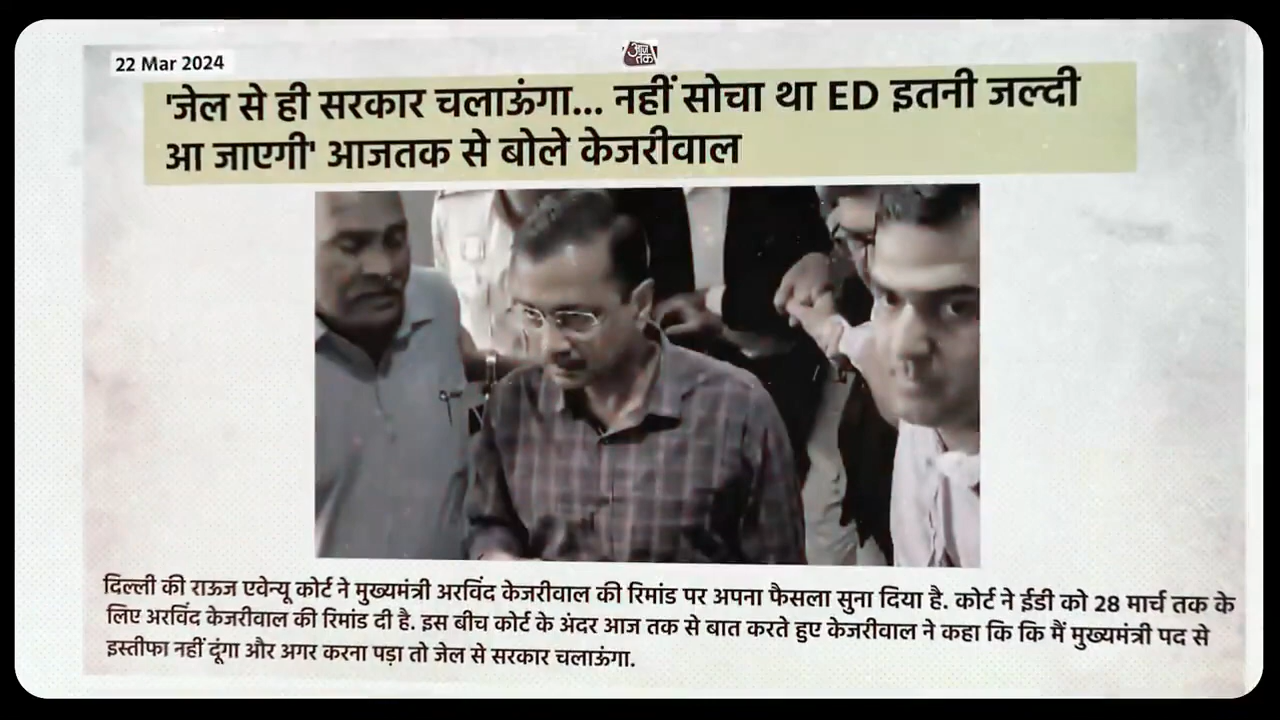 22 Mar 2024
आज तक
'जेल से ही सरकार चलाऊंगा... नहीं सोचा था ED इतनी जल्दी
आ जाएगी' आजतक से बोले केजरीवाल
दिल्ली की राऊज एवेन्यू कोर्ट ने मुख्यमंत्री अरविंद केजरीवाल की रिमांड पर अपना फैसला सुना दिया है. कोर्ट ने ईडी को 28 मार्च तक के
लिए अरविंद केजरीवाल की रिमांड दी है. इस बीच कोर्ट के अंदर आज तक से बात करते हुए केजरीवाल ने कहा कि कि मैं मुख्यमंत्री पद से
इस्तीफा नहीं दूंगा और अगर करना पड़ा तो जेल से सरकार चलाऊंगा.